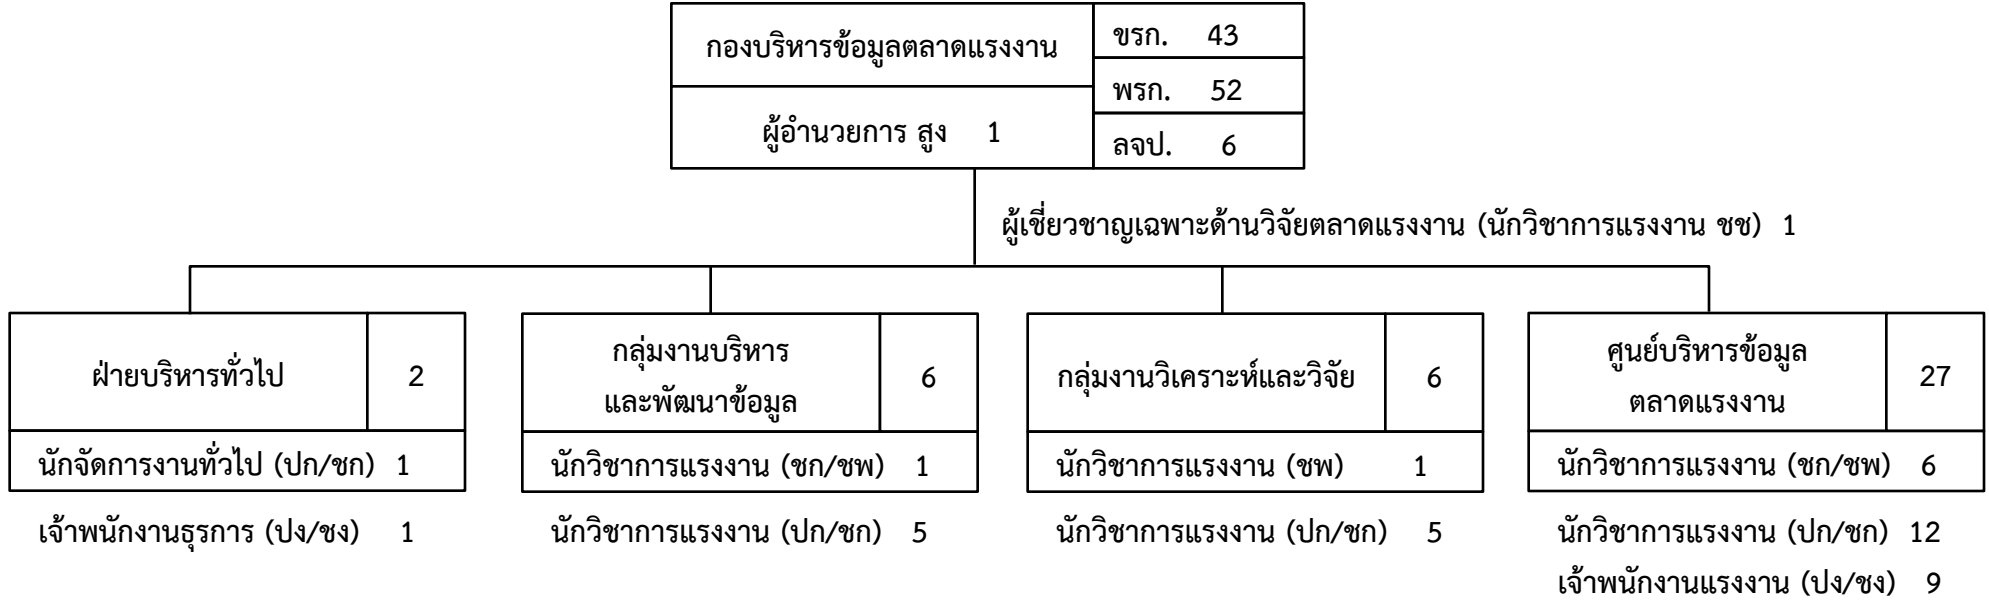 กองบริหารข้อมูลตลาดแรงงาน
ผู้อำนวยการ สูง 1
ขรก. 43
พรก. 52
ลจป. 6
ผู้เชี่ยวชาญเฉพาะด้านวิจัยตลาดแรงงาน (นักวิชาการแรงงาน ชช) 1
ฝ่ายบริหารทั่วไป 2
นักจัดการงานทั่วไป (ปก/ชก) 1
เจ้าพนักงานธุรการ (ปง/ชง) 1
กลุ่มงานบริหาร
และพัฒนาข้อมูล 6
นักวิชาการแรงงาน (ชก/ชพ) 1
นักวิชาการแรงงาน (ปก/ชก) 5
กลุ่มงานวิเคราะห์และวิจัย 6
นักวิชาการแรงงาน (ชพ) 1
นักวิชาการแรงงาน (ปก/ชก) 5
ศูนย์บริหารข้อมูล
ตลาดแรงงาน 27
นักวิชาการแรงงาน (ชก/ชพ) 6
นักวิชาการแรงงาน (ปก/ชก) 12
เจ้าพนักงานแรงงาน (ปง/ชง) 9